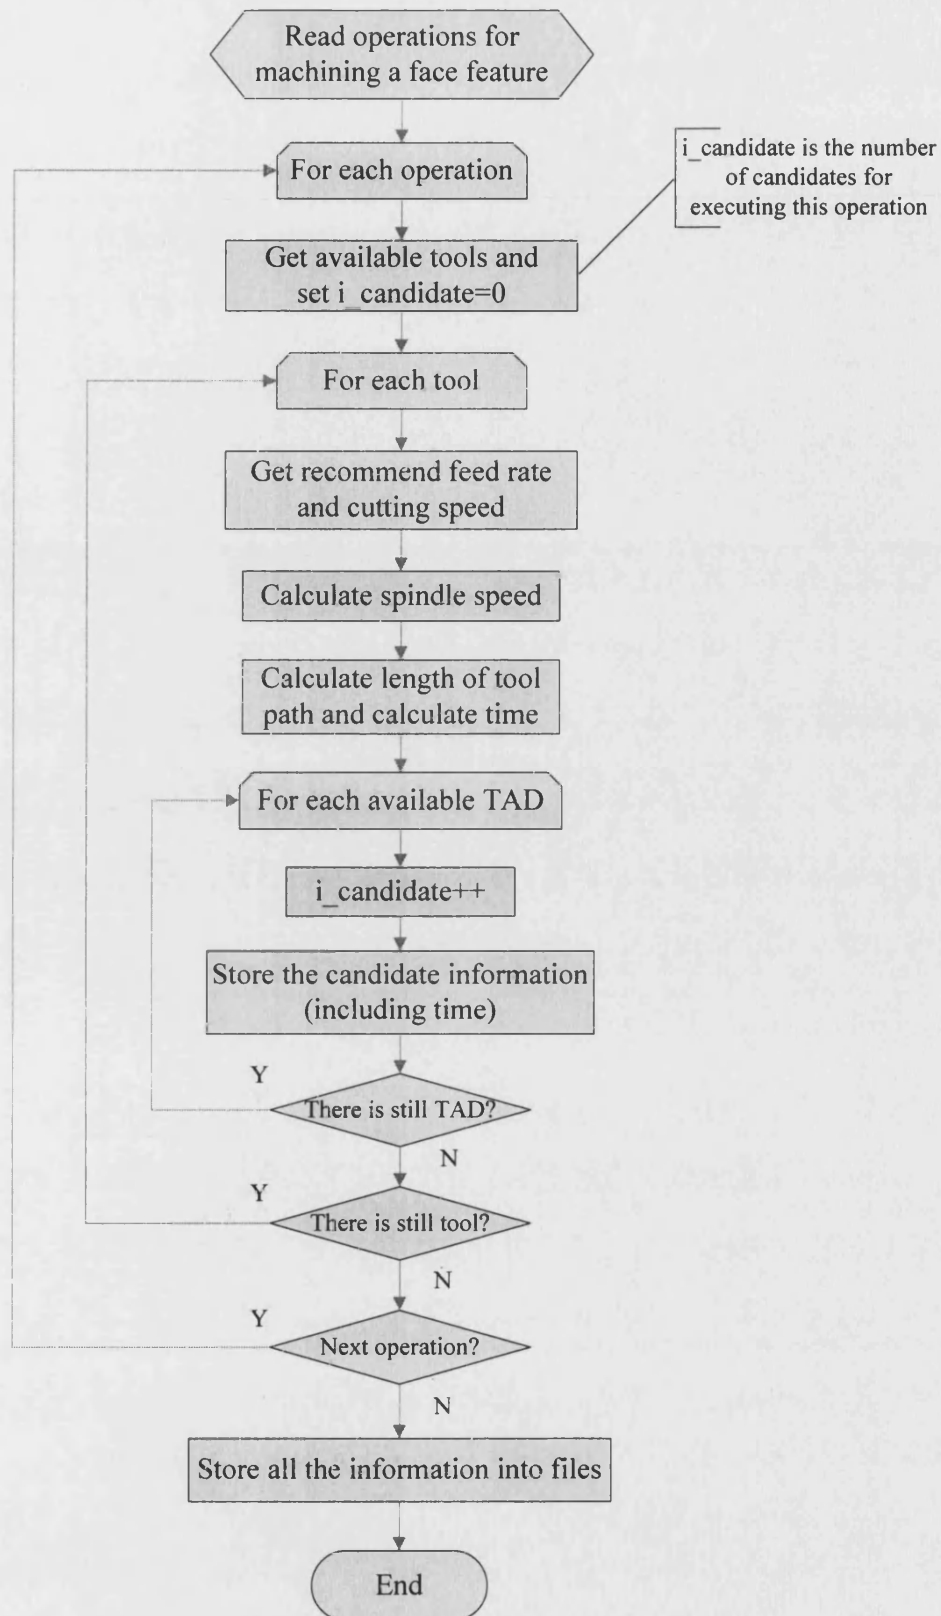 Read operations for
machining a face feature
For each operation
i_candidate is the number
of candidates for
executing this operation
Get available tools and
set i_candidate=0
For each tool
Get recommend feed rate
and cutting speed
Calculate spindle speed
Calculate length of tool
path and calculate time
For each available TAD
i_candidate++
Store the candidate information
(including time)
Y
There is still TAD?
N
Y
There is still tool?
N
Y
Next operation?
N
Store all the information into files
End